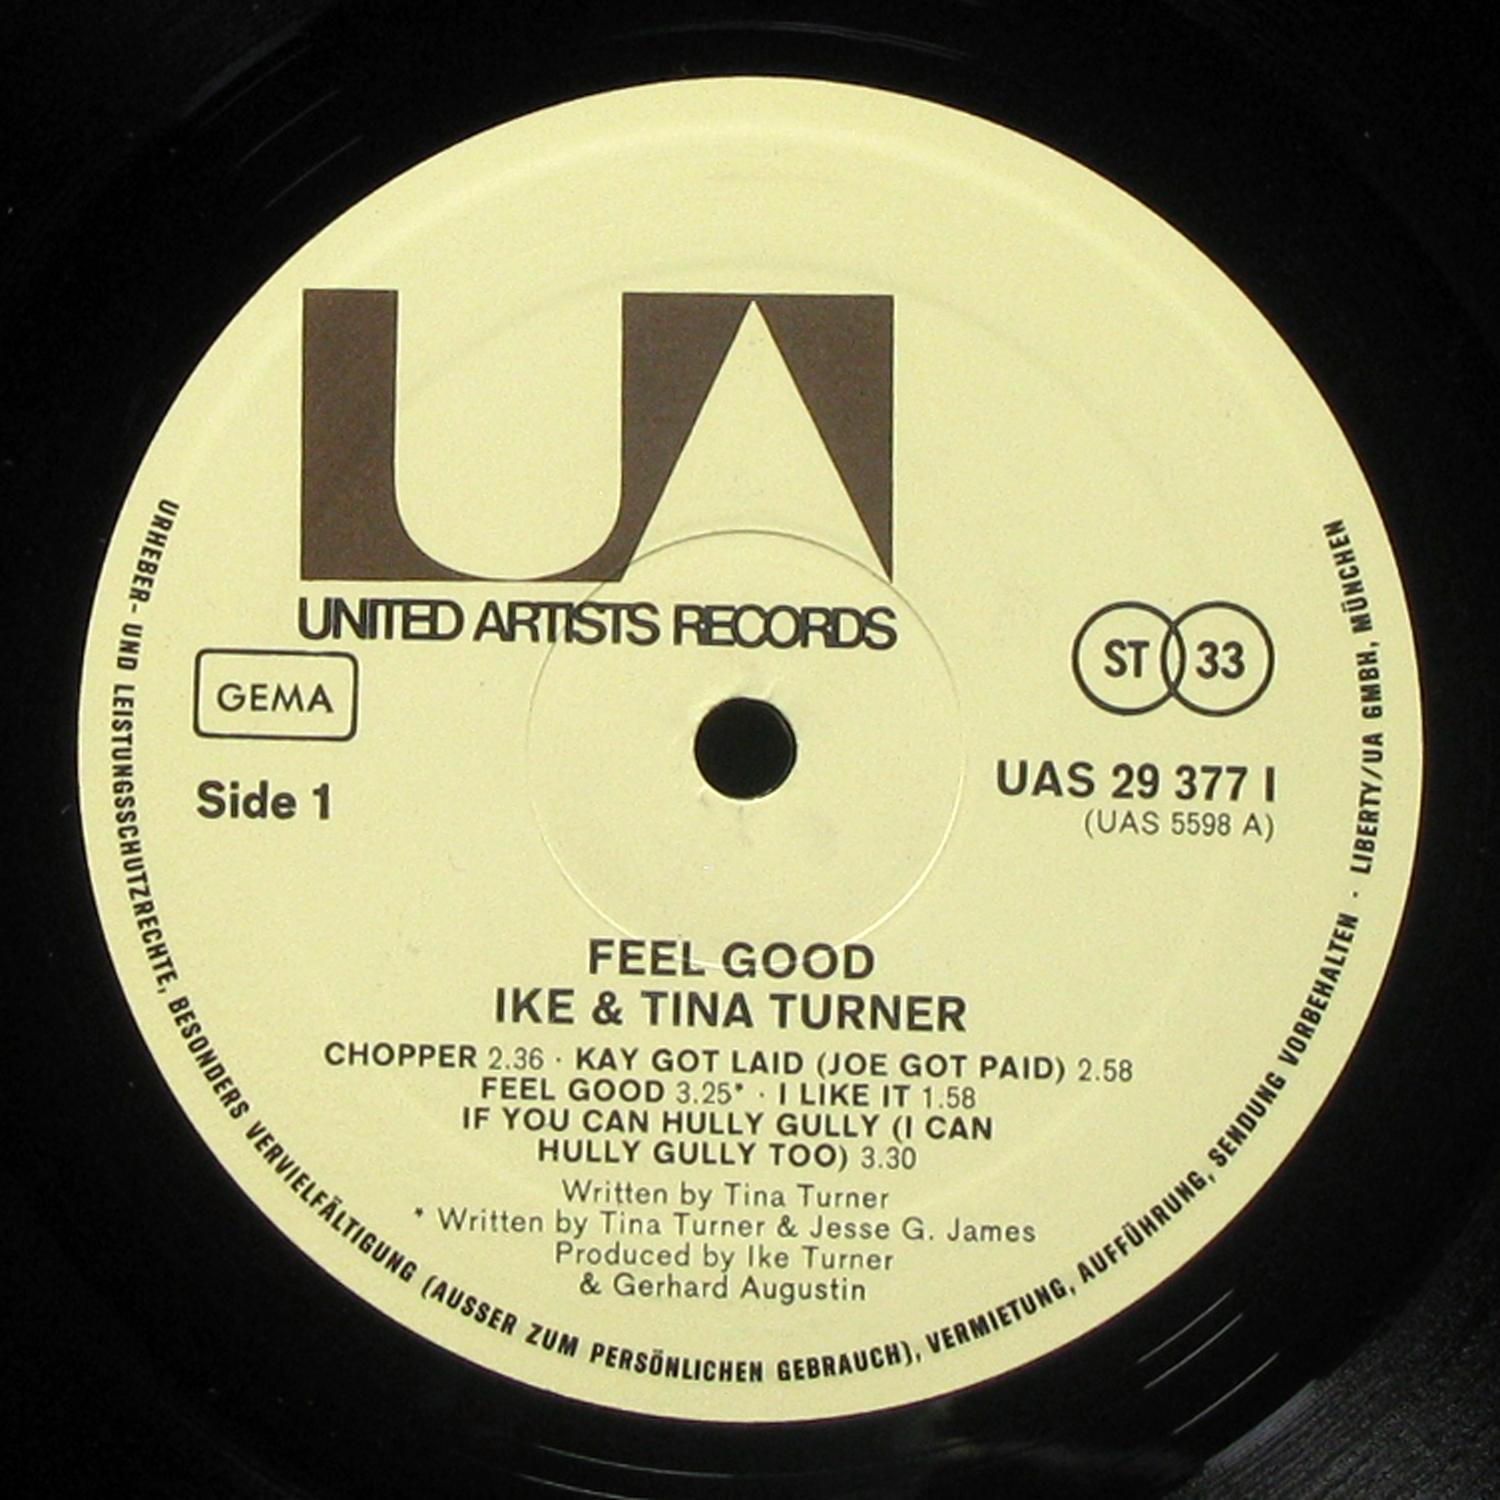 UA
UNITED ARTISTS RECORDS
GEMA
ST 33
Side 1
UAS 29 377 I
(UAS 5598 A)
FEEL GOOD
IKE & TINA TURNER
CHOPPER 2.36 · KAY GOT LAID (JOE GOT PAID) 2.58
FEEL GOOD 3.25* · I LIKE IT 1.58
IF YOU CAN HULLY GULLY (I CAN
HULLY GULLY TOO) 3.30
Written by Tina Turner
* Written by Tina Turner & Jesse G. James
Produced by Ike Turner
& Gerhard Augustin
URHEBER- UND LEISTUNGSSCHUTZRECHTE, BESONDERS VERVIELFÄLTIGUNG (AUSSER ZUM PERSÖNLICHEN GEBRAUCH), VERMIETUNG, AUFFÜHRUNG, SENDUNG VORBEHALTEN · LIBERTY/UA GMBH, MÜNCHEN